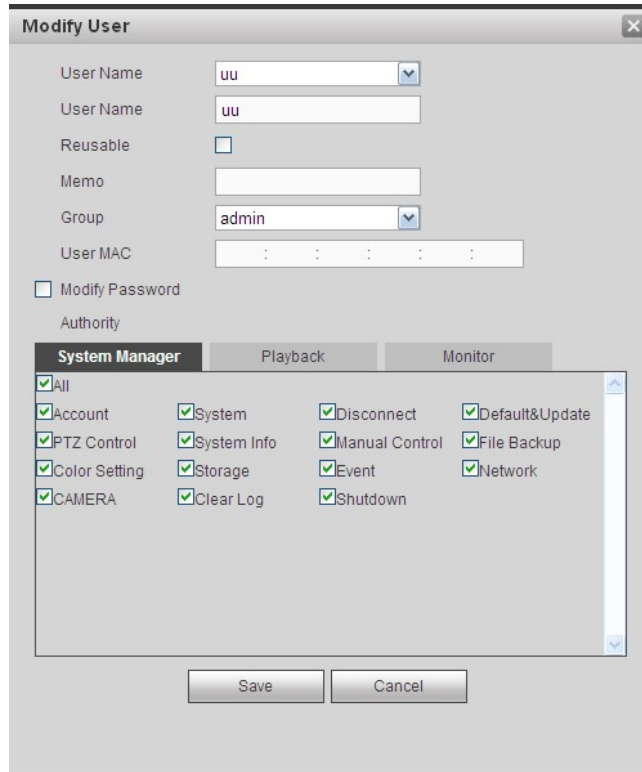 Modify User
User Name uu
User Name uu
Reusable
Memo
Group admin
User MAC : : : : :
Modify Password
Authority
System Manager Playback Monitor
All
Account System Disconnect Default&Update
PTZ Control System Info Manual Control File Backup
Color Setting Storage Event Network
CAMERA Clear Log Shutdown
Save Cancel